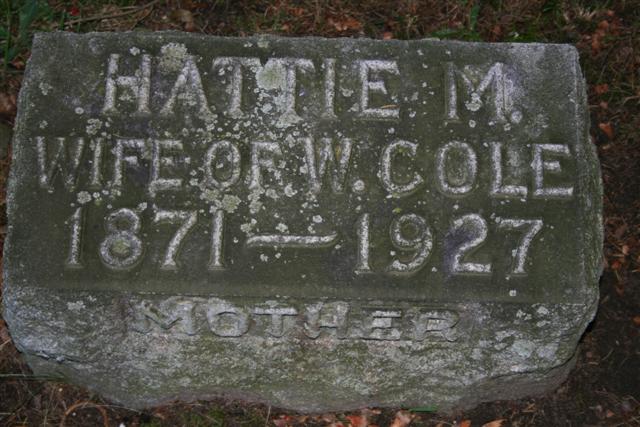 HATTIE M.
WIFE OF W. COLE
1871 — 1927
MOTHER